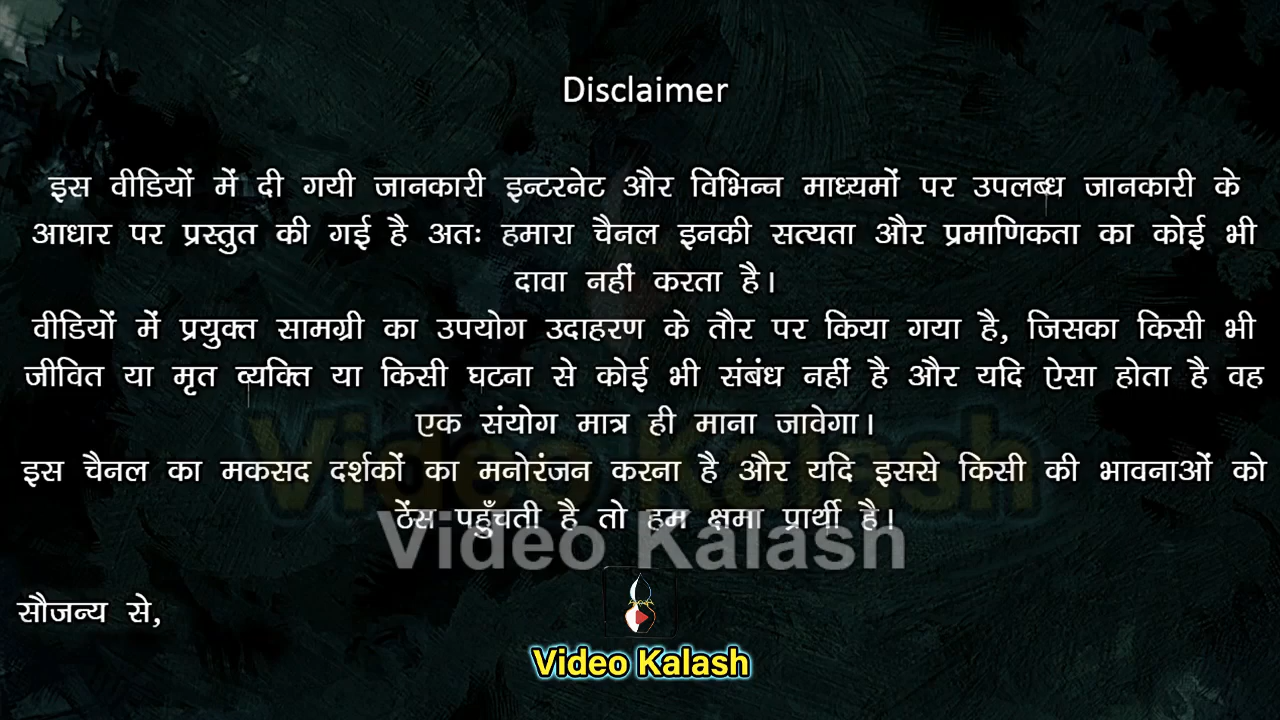 Disclaimer
इस वीडियों में दी गयी जानकारी इन्टरनेट और विभिन्न माध्यमों पर उपलब्ध जानकारी के
आधार पर प्रस्तुत की गई है अतः हमारा चैनल इनकी सत्यता और प्रमाणिकता का कोई भी
दावा नहीं करता है।
वीडियों में प्रयुक्त सामग्री का उपयोग उदाहरण के तौर पर किया गया है, जिसका किसी भी
जीवित या मृत व्यक्ति या किसी घटना से कोई भी संबंध नहीं है और यदि ऐसा होता है वह
एक संयोग मात्र ही माना जावेगा।
Video Kalash
इस चैनल का मकसद दर्शकों का मनोरंजन करना है और यदि इससे किसी की भावनाओं को
ठेंस पहुँचती है तो हम क्षमा प्रार्थी है।
Video Kalash
सौजन्य से,
Video Kalash